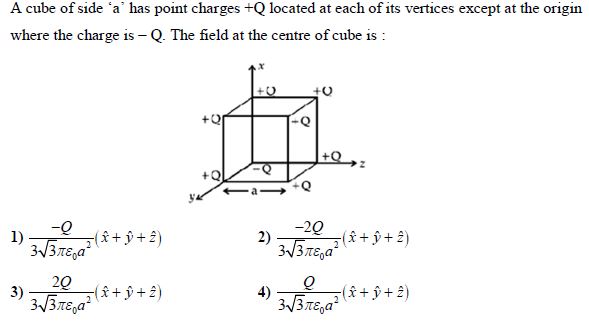 A cube of side ‘a’ has point charges +Q located at each of its vertices except at the origin
where the charge is – Q. The field at the centre of cube is :
x
+Q +Q
+Q +Q
+Q z
+Q -Q
y a +Q
1) \frac{-Q}{3\sqrt{3}\pi\varepsilon_0 a^2}(\hat{x}+\hat{y}+\hat{z}) 2) \frac{-2Q}{3\sqrt{3}\pi\varepsilon_0 a^2}(\hat{x}+\hat{y}+\hat{z})
3) \frac{2Q}{3\sqrt{3}\pi\varepsilon_0 a^2}(\hat{x}+\hat{y}+\hat{z}) 4) \frac{Q}{3\sqrt{3}\pi\varepsilon_0 a^2}(\hat{x}+\hat{y}+\hat{z})